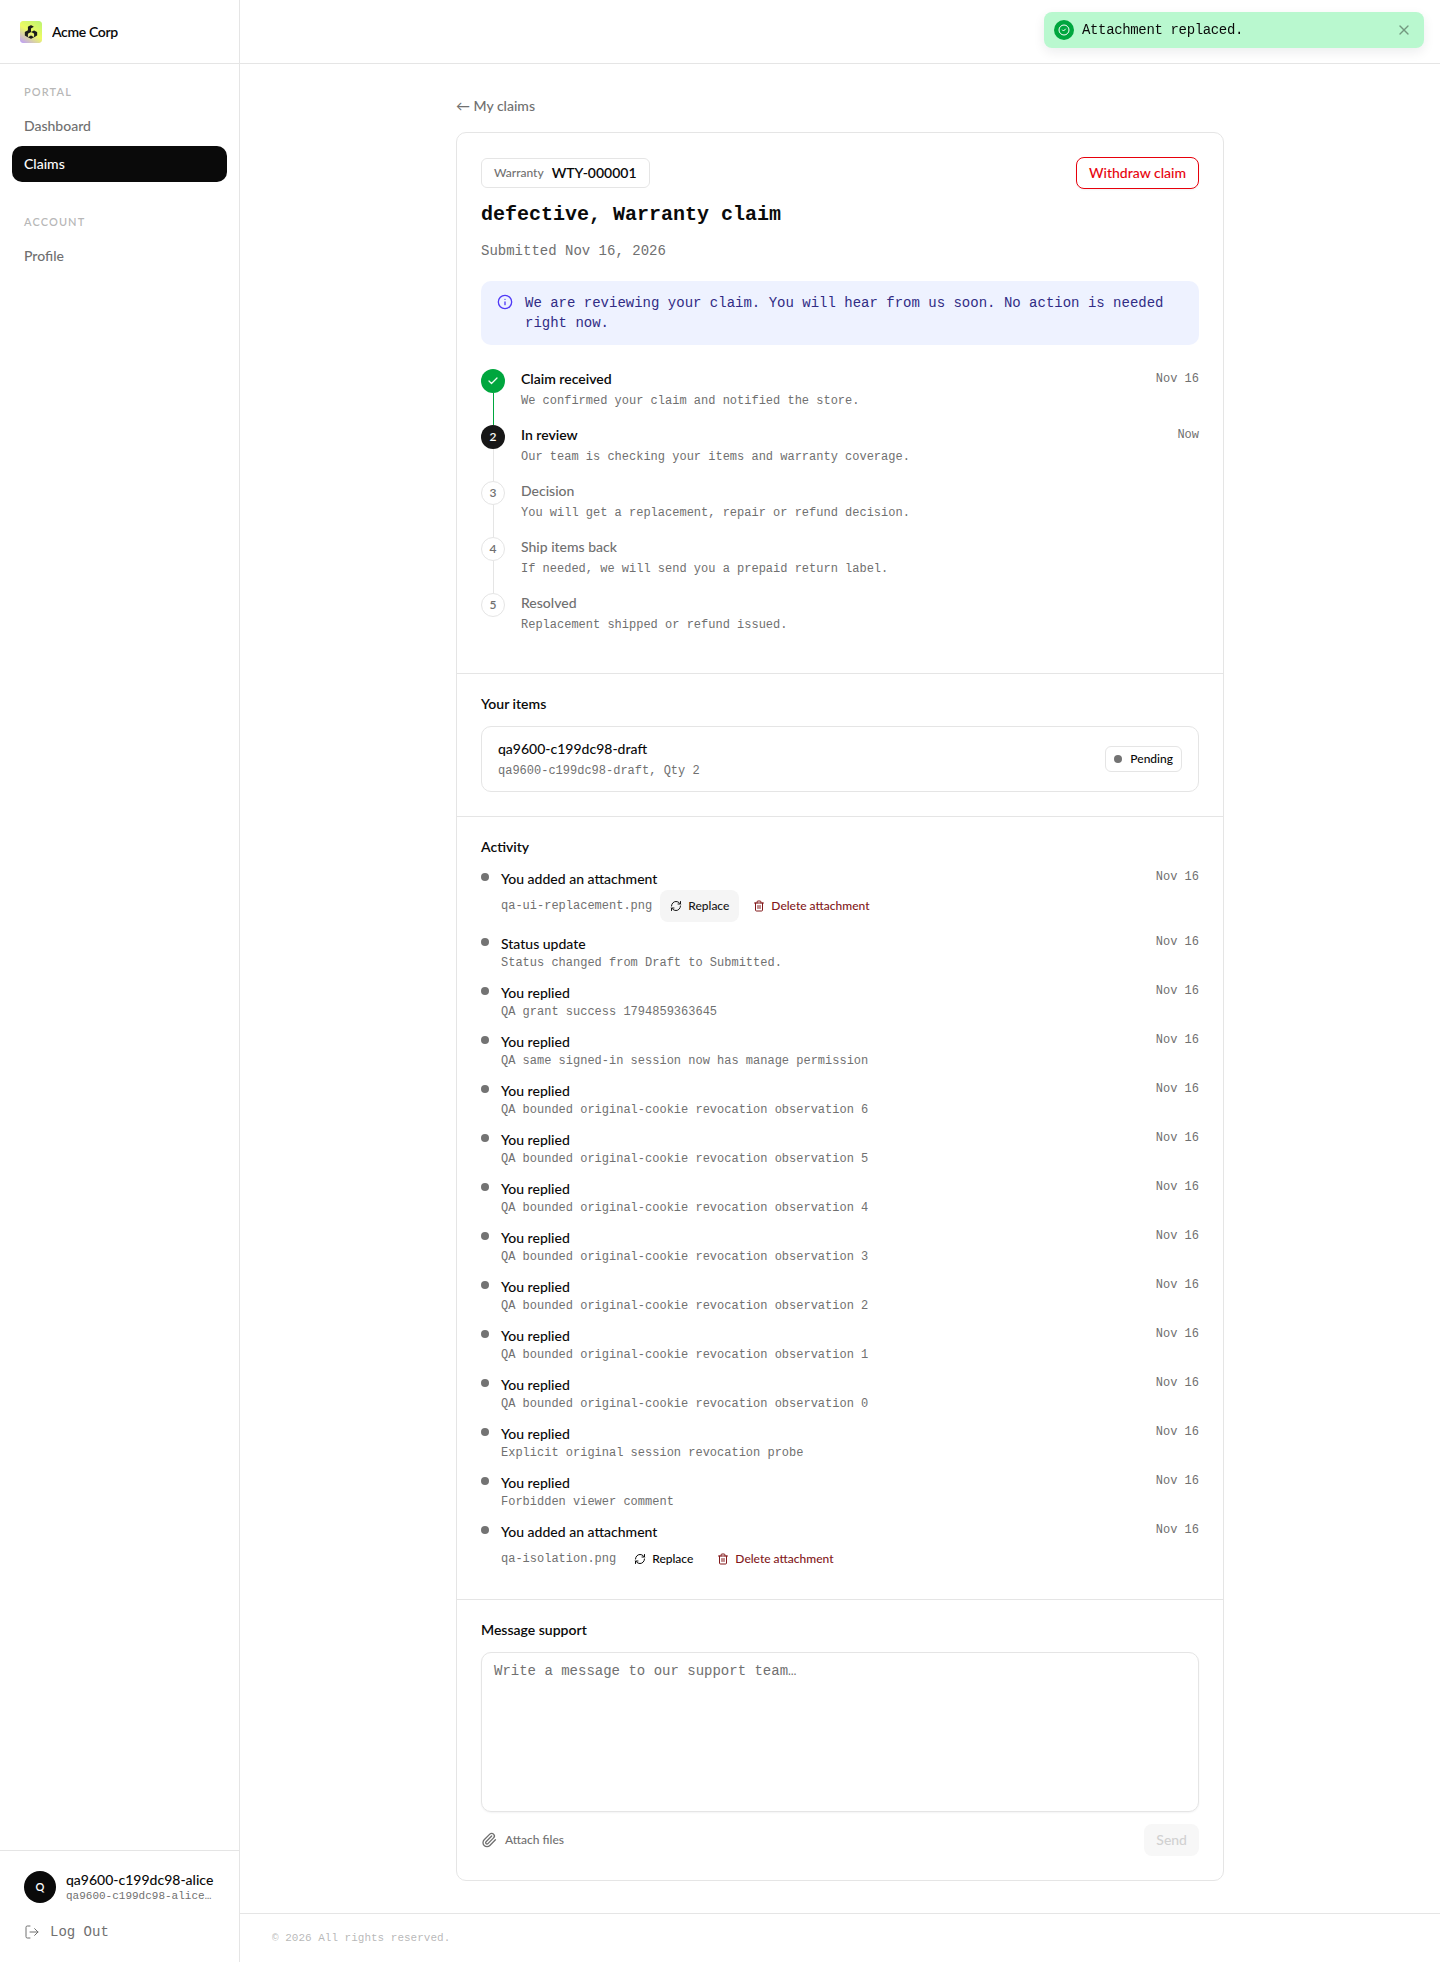 Acme Corp
Attachment replaced.
PORTAL
Dashboard
Claims
ACCOUNT
Profile
← My claims
Warranty WTY-000001
Withdraw claim
defective, Warranty claim
Submitted Nov 16, 2026
We are reviewing your claim. You will hear from us soon. No action is needed
right now.
Claim received
Nov 16
We confirmed your claim and notified the store.
2
In review
Now
Our team is checking your items and warranty coverage.
3
Decision
You will get a replacement, repair or refund decision.
4
Ship items back
If needed, we will send you a prepaid return label.
5
Resolved
Replacement shipped or refund issued.
Your items
qa9600-c199dc98-draft
qa9600-c199dc98-draft, Qty 2
Pending
Activity
You added an attachment
Nov 16
qa-ui-replacement.png Replace Delete attachment
Status update
Nov 16
Status changed from Draft to Submitted.
You replied
Nov 16
QA grant success 1794859363645
You replied
Nov 16
QA same signed-in session now has manage permission
You replied
Nov 16
QA bounded original-cookie revocation observation 6
You replied
Nov 16
QA bounded original-cookie revocation observation 5
You replied
Nov 16
QA bounded original-cookie revocation observation 4
You replied
Nov 16
QA bounded original-cookie revocation observation 3
You replied
Nov 16
QA bounded original-cookie revocation observation 2
You replied
Nov 16
QA bounded original-cookie revocation observation 1
You replied
Nov 16
QA bounded original-cookie revocation observation 0
You replied
Nov 16
Explicit original session revocation probe
You replied
Nov 16
Forbidden viewer comment
You added an attachment
Nov 16
qa-isolation.png Replace Delete attachment
Message support
Write a message to our support team…
Attach files
Send
Q
qa9600-c199dc98-alice
qa9600-c199dc98-alice…
Log Out
© 2026 All rights reserved.